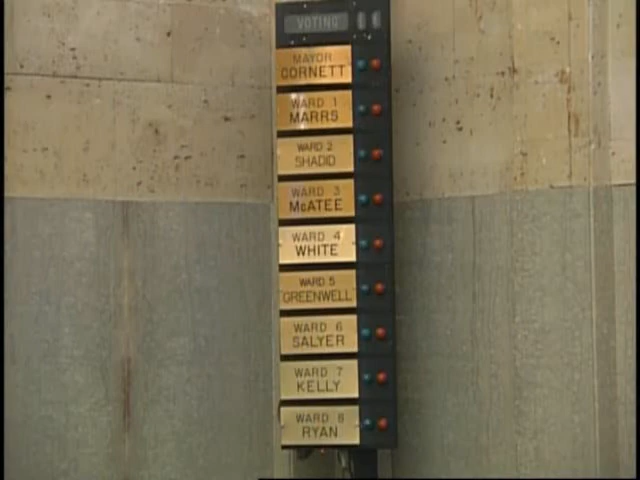 VOTING
MAYOR
CORNETT
WARD 1
MARRS
WARD 2
SHADID
WARD 3
McATEE
WARD 4
WHITE
WARD 5
GREENWELL
WARD 6
SALYER
WARD 7
KELLY
WARD 8
RYAN